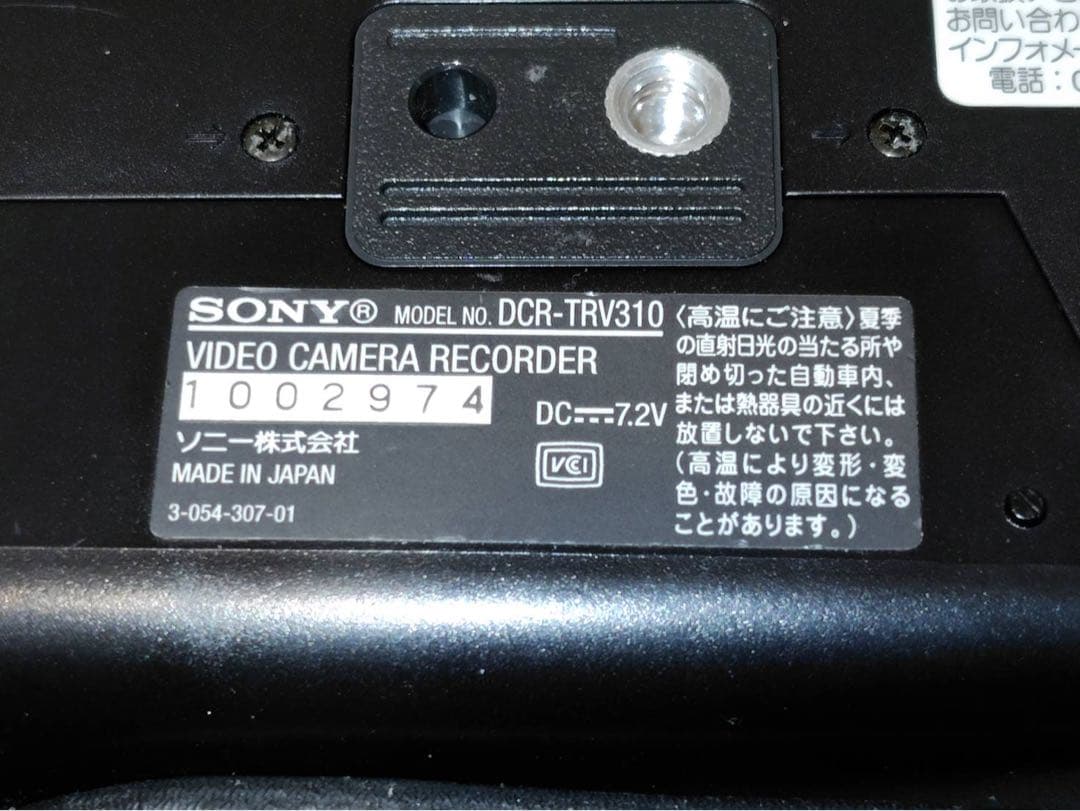 お問い合わ
インフォメー
電話:0
SONY® MODEL NO. DCR-TRV310
VIDEO CAMERA RECORDER
1002974
DC⎓7.2V
ソニー株式会社
VCCI
MADE IN JAPAN
3-054-307-01
〈高温にご注意〉夏季
の直射日光の当たる所や
閉め切った自動車内、
または熱器具の近くには
放置しないで下さい。
(高温により変形・変
色・故障の原因になる
ことがあります。)